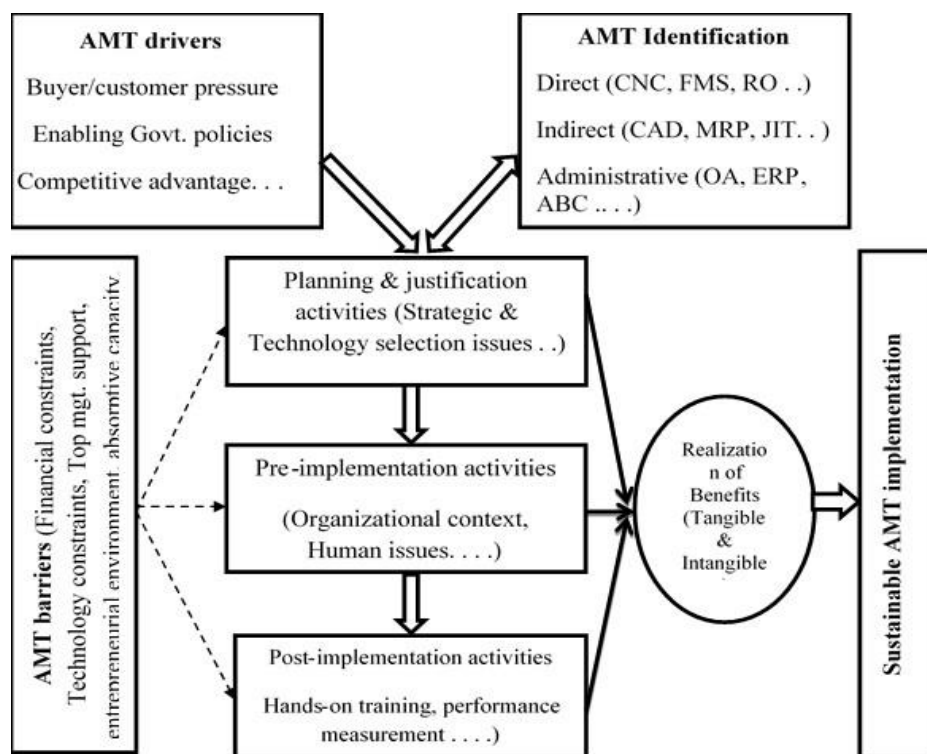 AMT drivers
Buyer/customer pressure
Enabling Govt. policies
Competitive advantage. . .
AMT Identification
Direct (CNC, FMS, RO . .)
Indirect (CAD, MRP, JIT. . )
Administrative (OA, ERP,
ABC .. . .)
AMT barriers (Financial constraints,
Technology constraints, Top mgt. support,
entrepreneurial environment, absorptive capacity
Planning & justification
activities (Strategic &
Technology selection issues . .)
Pre-implementation activities
(Organizational context,
Human issues. . . .)
Post-implementation activities
Hands-on training, performance
measurement . . . .)
Realizatio
n of
Benefits
(Tangible
&
Intangible
Sustainable AMT implementation